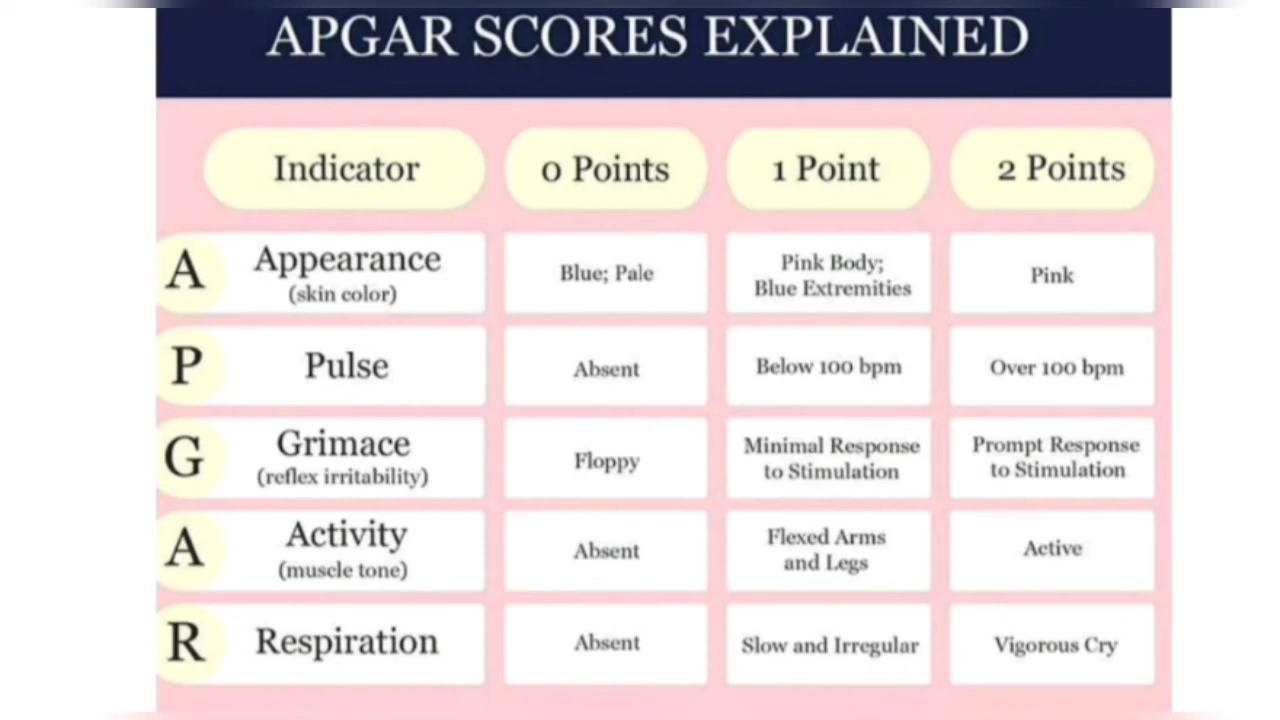 APGAR SCORES EXPLAINED
Indicator
0 Points
1 Point
2 Points
A
Appearance
(skin color)
Blue; Pale
Pink Body;
Blue Extremities
Pink
P
Pulse
Absent
Below 100 bpm
Over 100 bpm
G
Grimace
(reflex irritability)
Floppy
Minimal Response
to Stimulation
Prompt Response
to Stimulation
A
Activity
(muscle tone)
Absent
Flexed Arms
and Legs
Active
R
Respiration
Absent
Slow and Irregular
Vigorous Cry